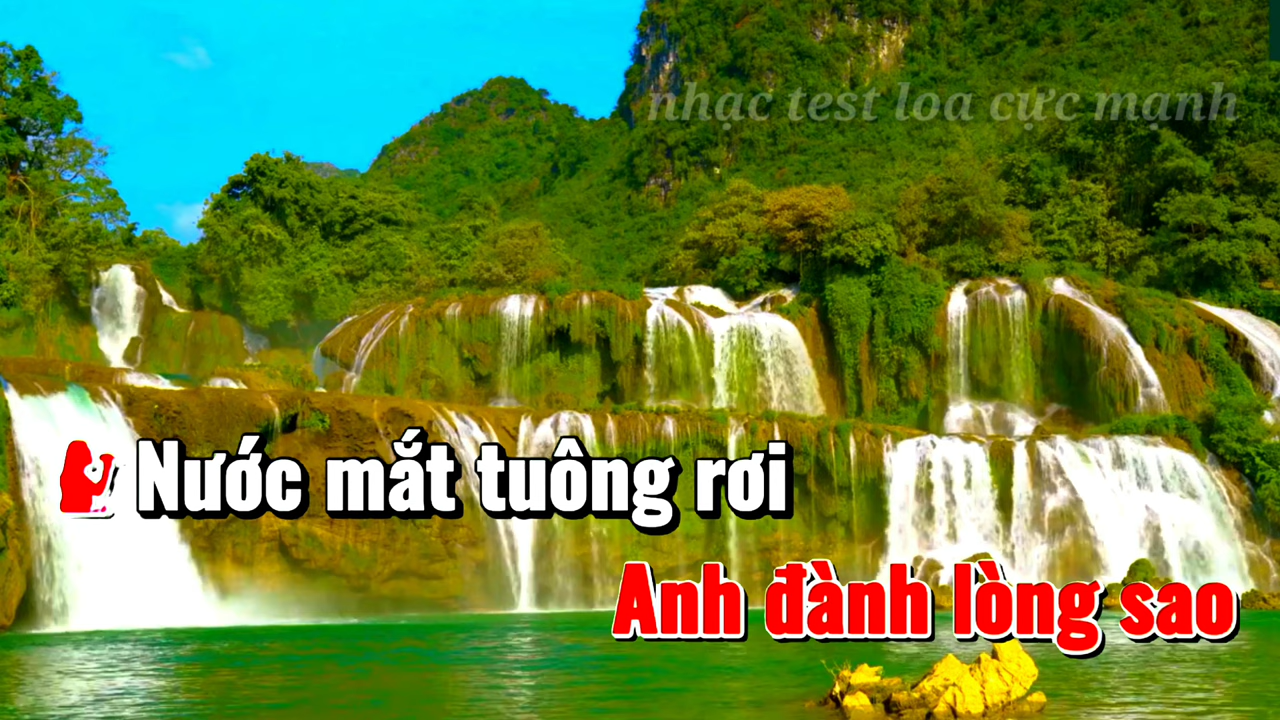 nhạc test loa cực mạnh
Nước mắt tuông rơi
Anh đành lòng sao